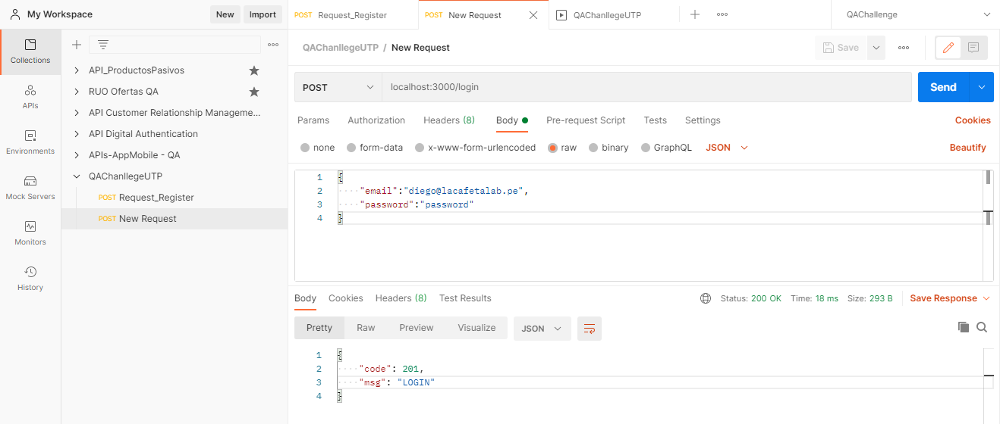 My Workspace
New
Import
POST Request_Register
POST New Request
QAChanllegeUTP
QAChallenge
Collections
APIs
Environments
Mock Servers
Monitors
History
API_ProductosPasivos
RUO Ofertas QA
API Customer Relationship Manageme...
API Digital Authentication
APIs-AppMobile - QA
QAChanllegeUTP
POST Request_Register
POST New Request
QAChanllegeUTP / New Request
Save
POST
localhost:3000/login
Send
Params
Authorization
Headers (8)
Body
Pre-request Script
Tests
Settings
Cookies
none
form-data
x-www-form-urlencoded
raw
binary
GraphQL
JSON
Beautify
1 {
2 ····"email":"diego@lacafetalab.pe",
3 ····"password":"password"
4 }
Body
Cookies
Headers (8)
Test Results
Status: 200 OK
Time: 18 ms
Size: 293 B
Save Response
Pretty
Raw
Preview
Visualize
JSON
1 {
2 ····"code": 201,
3 ····"msg": "LOGIN"
4 }